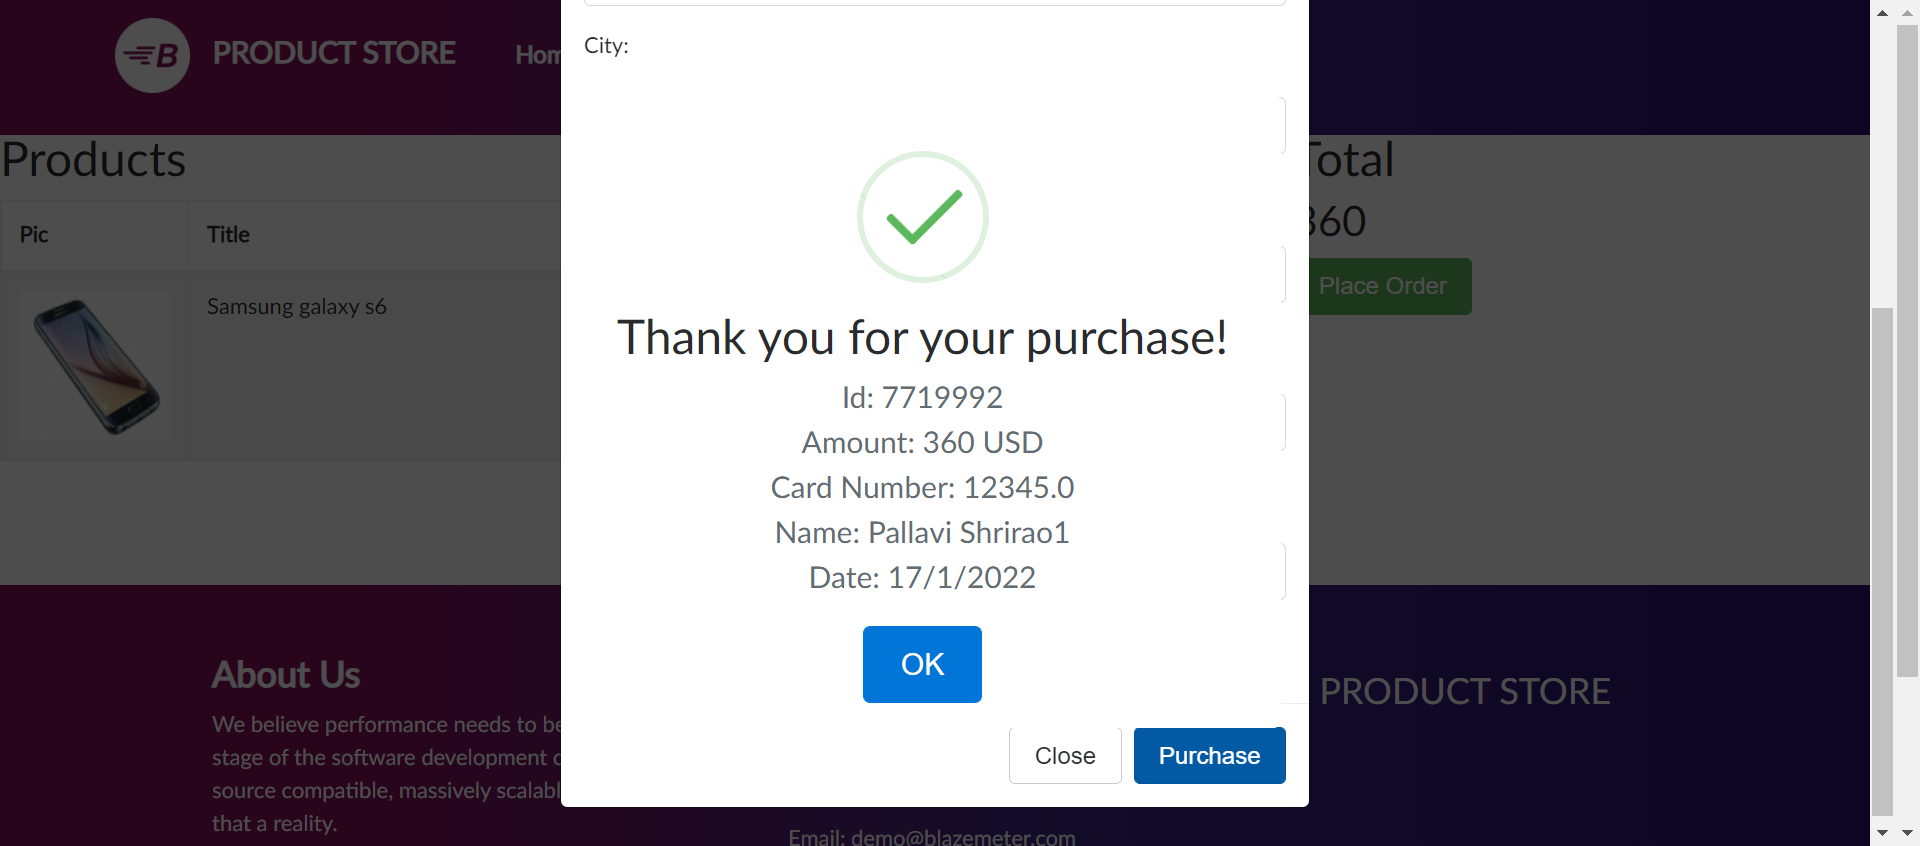 B PRODUCT STORE Hom
City:
Products
Total
360
Pic Title
Place Order
Samsung galaxy s6
Thank you for your purchase!
Id: 7719992
Amount: 360 USD
Card Number: 12345.0
Name: Pallavi Shrirao1
Date: 17/1/2022
OK
Close Purchase
About Us
We believe performance needs to be
stage of the software development c
source compatible, massively scalabl
that a reality.
Email: demo@blazemeter.com
PRODUCT STORE